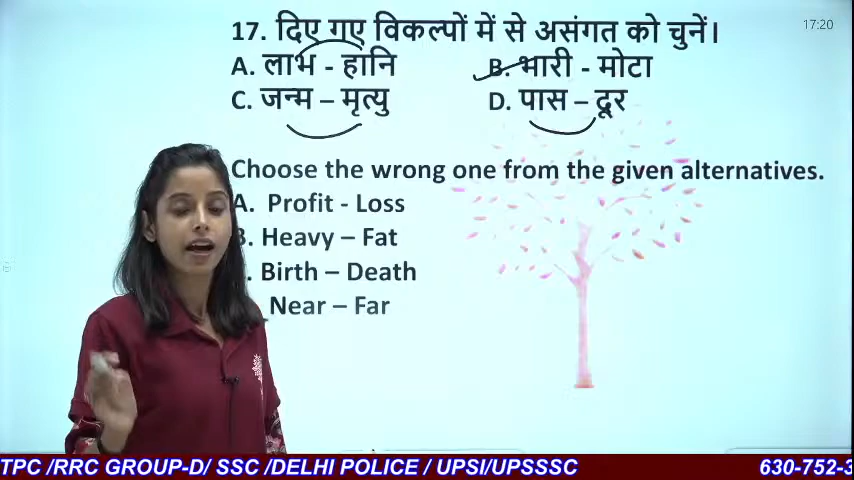 17. दिए गए विकल्पों में से असंगत को चुनें।
17:20
A. लाभ - हानि
B. भारी - मोटा
C. जन्म – मृत्यु
D. पास – दूर
Choose the wrong one from the given alternatives.
A. Profit - Loss
B. Heavy – Fat
. Birth – Death
Near – Far
TPC /RRC GROUP-D/ SSC /DELHI POLICE / UPSI/UPSSSC
630-752-3